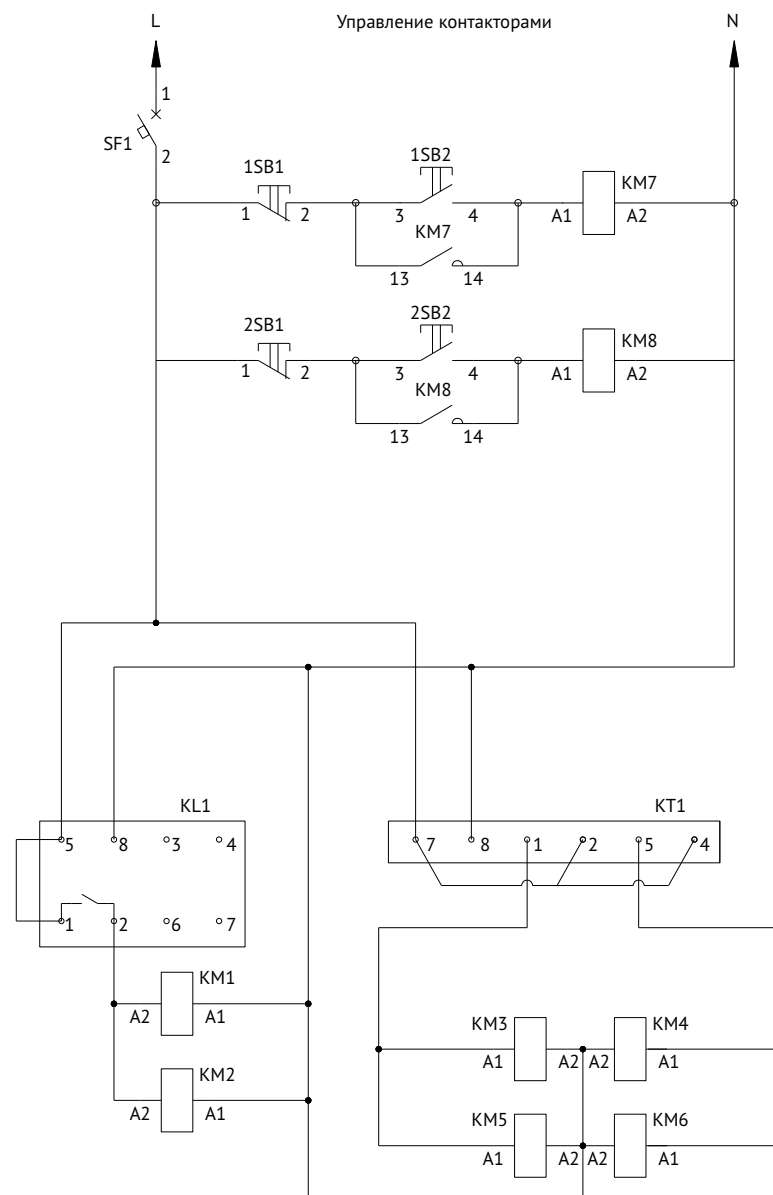 L Управление контакторами N
1
SF1
2
1SB1 1SB2 KM7
1 2 3 4 A1 A2
KM7
13 14
2SB1 2SB2 KM8
1 2 3 4 A1 A2
KM8
13 14
KL1 KT1
5 8 3 4 7 8 1 2 5 4
1 2 6 7
KM1
A2 A1
KM3 KM4
A1 A2 A2 A1
KM2
A2 A1
KM5 KM6
A1 A2 A2 A1